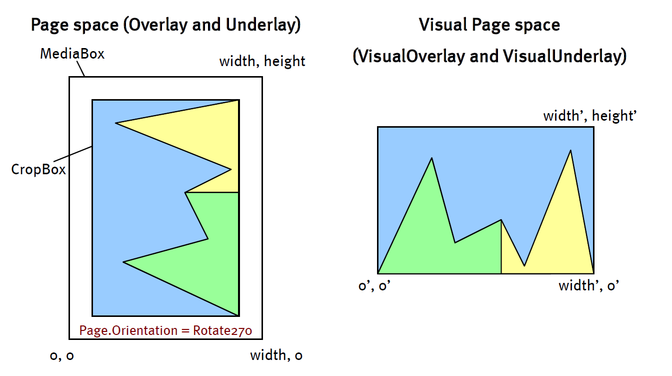 Page space (Overlay and Underlay)
MediaBox
width, height
CropBox
Page.Orientation = Rotate270
0, 0
width, 0
Visual Page space
(VisualOverlay and VisualUnderlay)
width’, height’
0’, 0’
width’, 0’